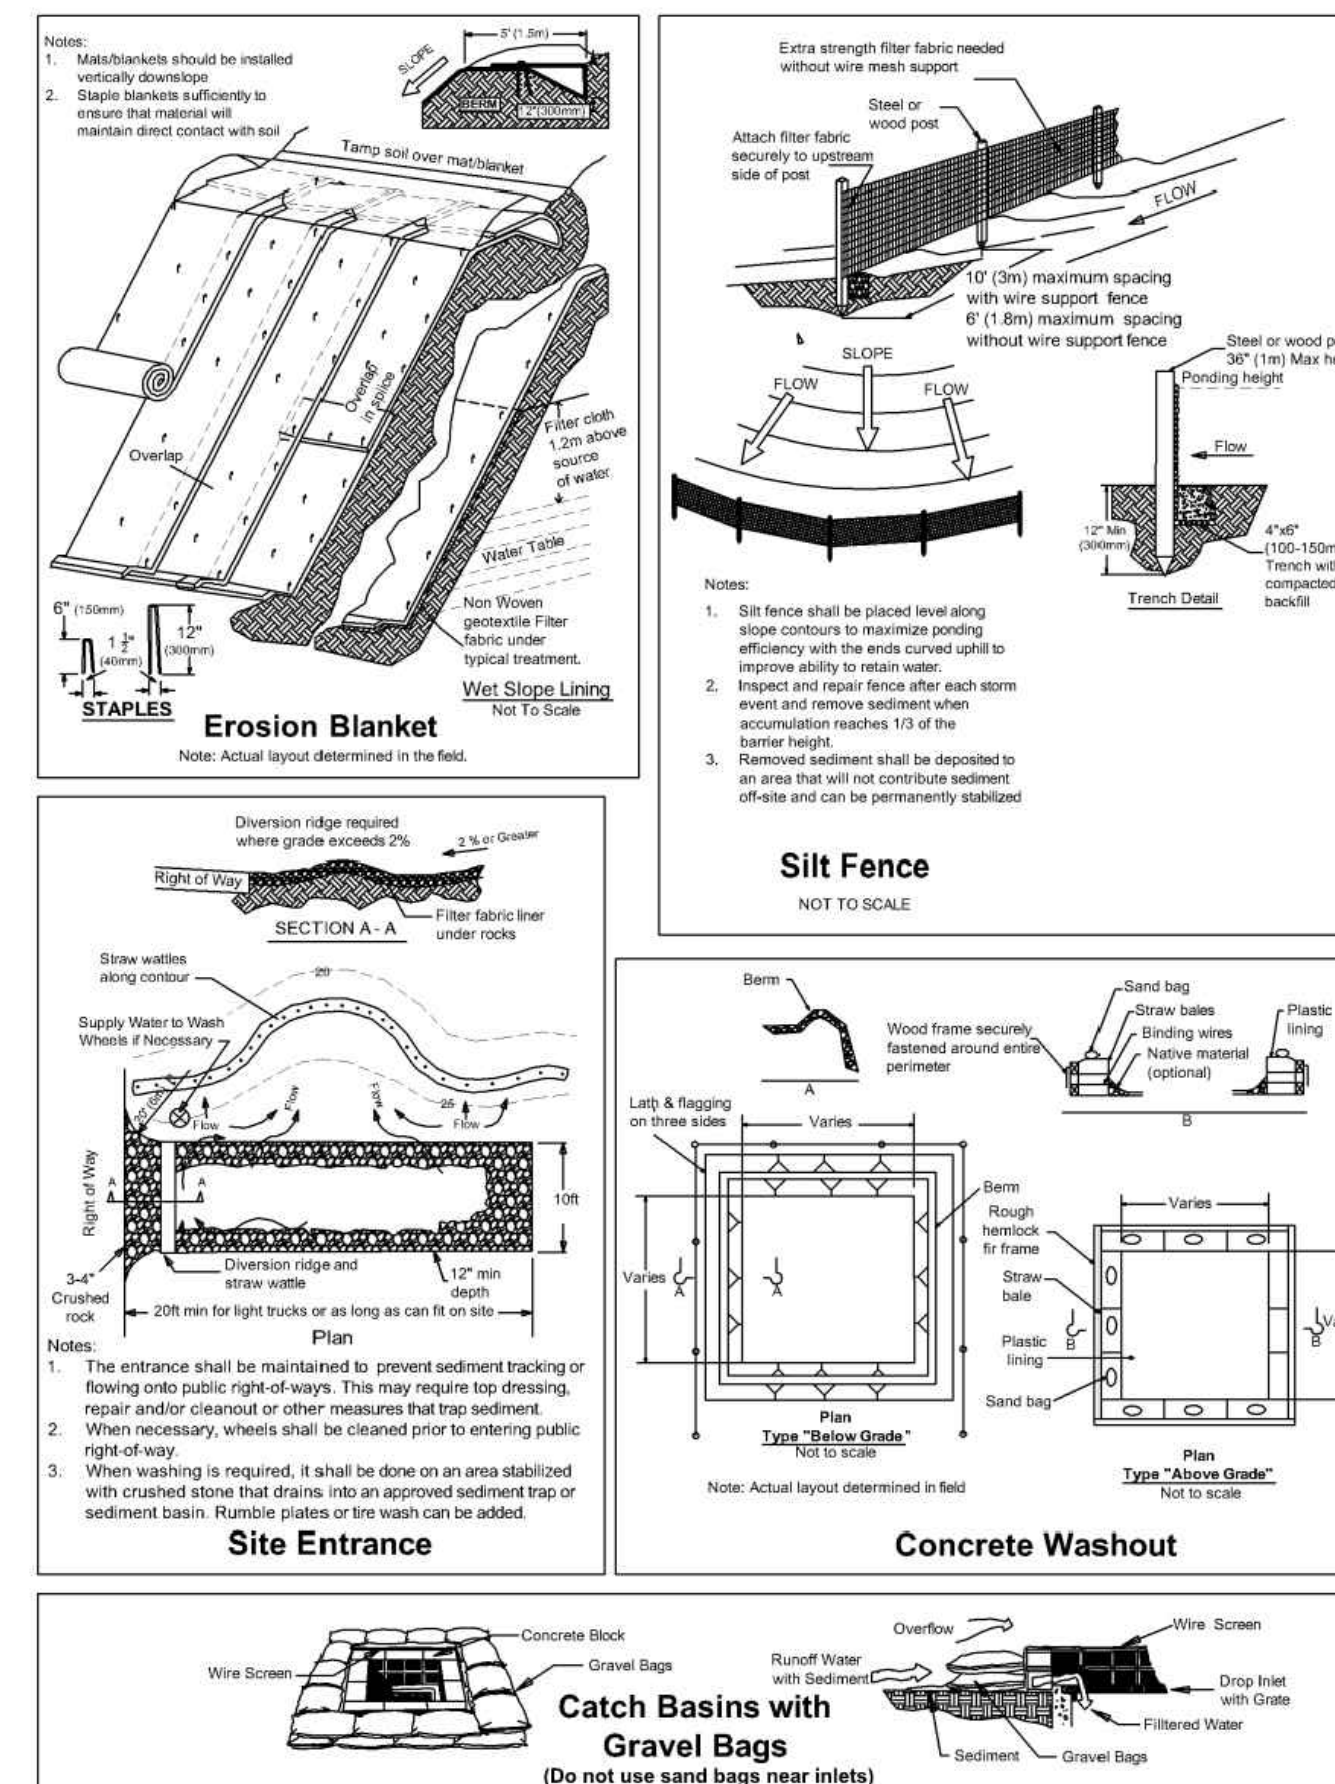 Notes:
1. Mats/blankets should be installed
vertically downslope
2. Staple blankets sufficiently to
ensure that material will
maintain direct contact with soil
SLOPE
5' (1.5m)
BERM
12"(300mm)
Tamp soil over mat/blanket
Overlap
in splice
Overlap
Filter cloth
1.2m above
source
of water.
Water Table
Non Woven
geotextile Filter
fabric under
typical treatment.
Wet Slope Lining
Not To Scale
6" (150mm)
1 1/2"
(40mm)
12"
(300mm)
STAPLES
Erosion Blanket
Note: Actual layout determined in the field.
Extra strength filter fabric needed
without wire mesh support
Steel or
wood post
Attach filter fabric
securely to upstream
side of post
FLOW
10' (3m) maximum spacing
with wire support fence
6' (1.8m) maximum spacing
without wire support fence
SLOPE
FLOW
FLOW
Steel or wood p
36" (1m) Max he
Ponding height
Flow
12" Min
(300mm)
4"x6"
(100-150m
Trench with
compacted
backfill
Trench Detail
Notes:
1. Silt fence shall be placed level along
slope contours to maximize ponding
efficiency with the ends curved uphill to
improve ability to retain water.
2. Inspect and repair fence after each storm
event and remove sediment when
accumulation reaches 1/3 of the
barrier height.
3. Removed sediment shall be deposited to
an area that will not contribute sediment
off-site and can be permanently stabilized
Silt Fence
NOT TO SCALE
Diversion ridge required
where grade exceeds 2%
2 % or Greater
Right of Way
Filter fabric liner
under rocks
SECTION A - A
Straw wattles
along contour
20
Supply Water to Wash
Wheels if Necessary
25
Flow
Flow
Flow
Flow
Right of Way
A
A
10ft
3-4"
Crushed
rock
Diversion ridge and
straw wattle
12" min
depth
20ft min for light trucks or as long as can fit on site
Plan
Notes:
1. The entrance shall be maintained to prevent sediment tracking or
flowing onto public right-of-ways. This may require top dressing,
repair and/or cleanout or other measures that trap sediment.
2. When necessary, wheels shall be cleaned prior to entering public
right-of-way.
3. When washing is required, it shall be done on an area stabilized
with crushed stone that drains into an approved sediment trap or
sediment basin. Rumble plates or tire wash can be added.
Site Entrance
Berm
A
Wood frame securely
fastened around entire
perimeter
Sand bag
Straw bales
Binding wires
Native material
(optional)
Plastic
lining
B
Lath & flagging
on three sides
Varies
Berm
Varies
A
A
Plan
Type "Below Grade"
Not to scale
Note: Actual layout determined in field
Rough
hemlock
fir frame
Varies
Straw
bale
Plastic
lining
Sand bag
B
B
Va
Plan
Type "Above Grade"
Not to scale
Concrete Washout
Concrete Block
Wire Screen
Gravel Bags
Catch Basins with
Gravel Bags
(Do not use sand bags near inlets)
Overflow
Runoff Water
with Sediment
Wire Screen
Drop Inlet
with Grate
Filltered Water
Sediment
Gravel Bags